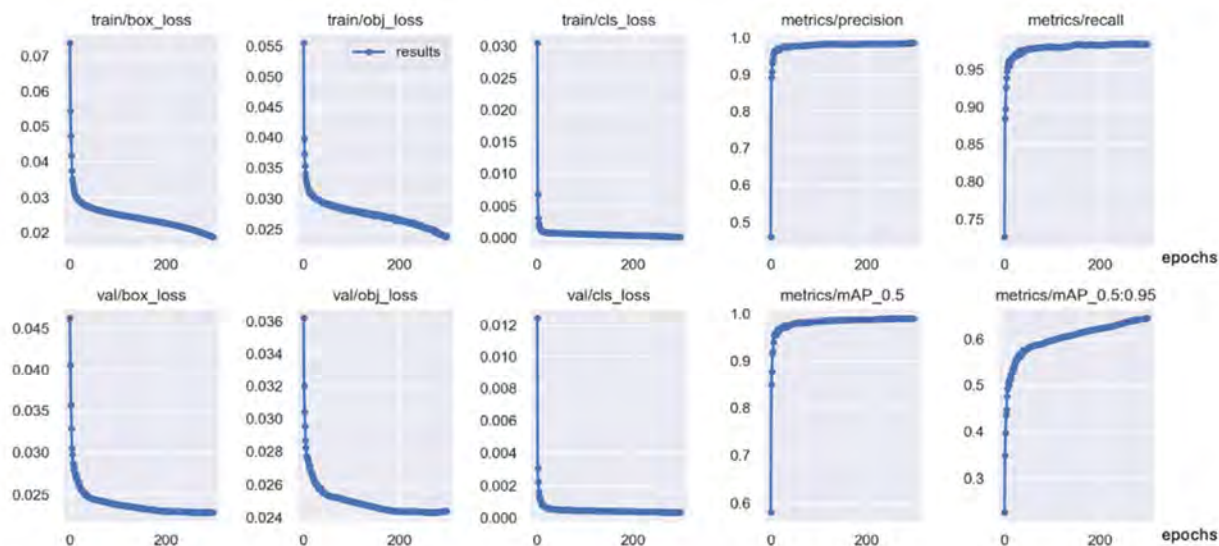 train/box_loss train/obj_loss train/cls_loss metrics/precision metrics/recall
0.07 0.06 0.05 0.04 0.03 0.02
0.055 0.050 0.045 0.040 0.035 0.030 0.025
results
0.030 0.025 0.020 0.015 0.010 0.005 0.000
1.0 0.9 0.8 0.7 0.6 0.5
0.95 0.90 0.85 0.80 0.75
0 200 0 200 0 200 0 200 0 200 epochs
val/box_loss val/obj_loss val/cls_loss metrics/mAP_0.5 metrics/mAP_0.5:0.95
0.045 0.040 0.035 0.030 0.025
0.036 0.034 0.032 0.030 0.028 0.026 0.024
0.012 0.010 0.008 0.006 0.004 0.002 0.000
1.0 0.9 0.8 0.7 0.6
0.6 0.5 0.4 0.3
0 200 0 200 0 200 0 200 0 200 epochs